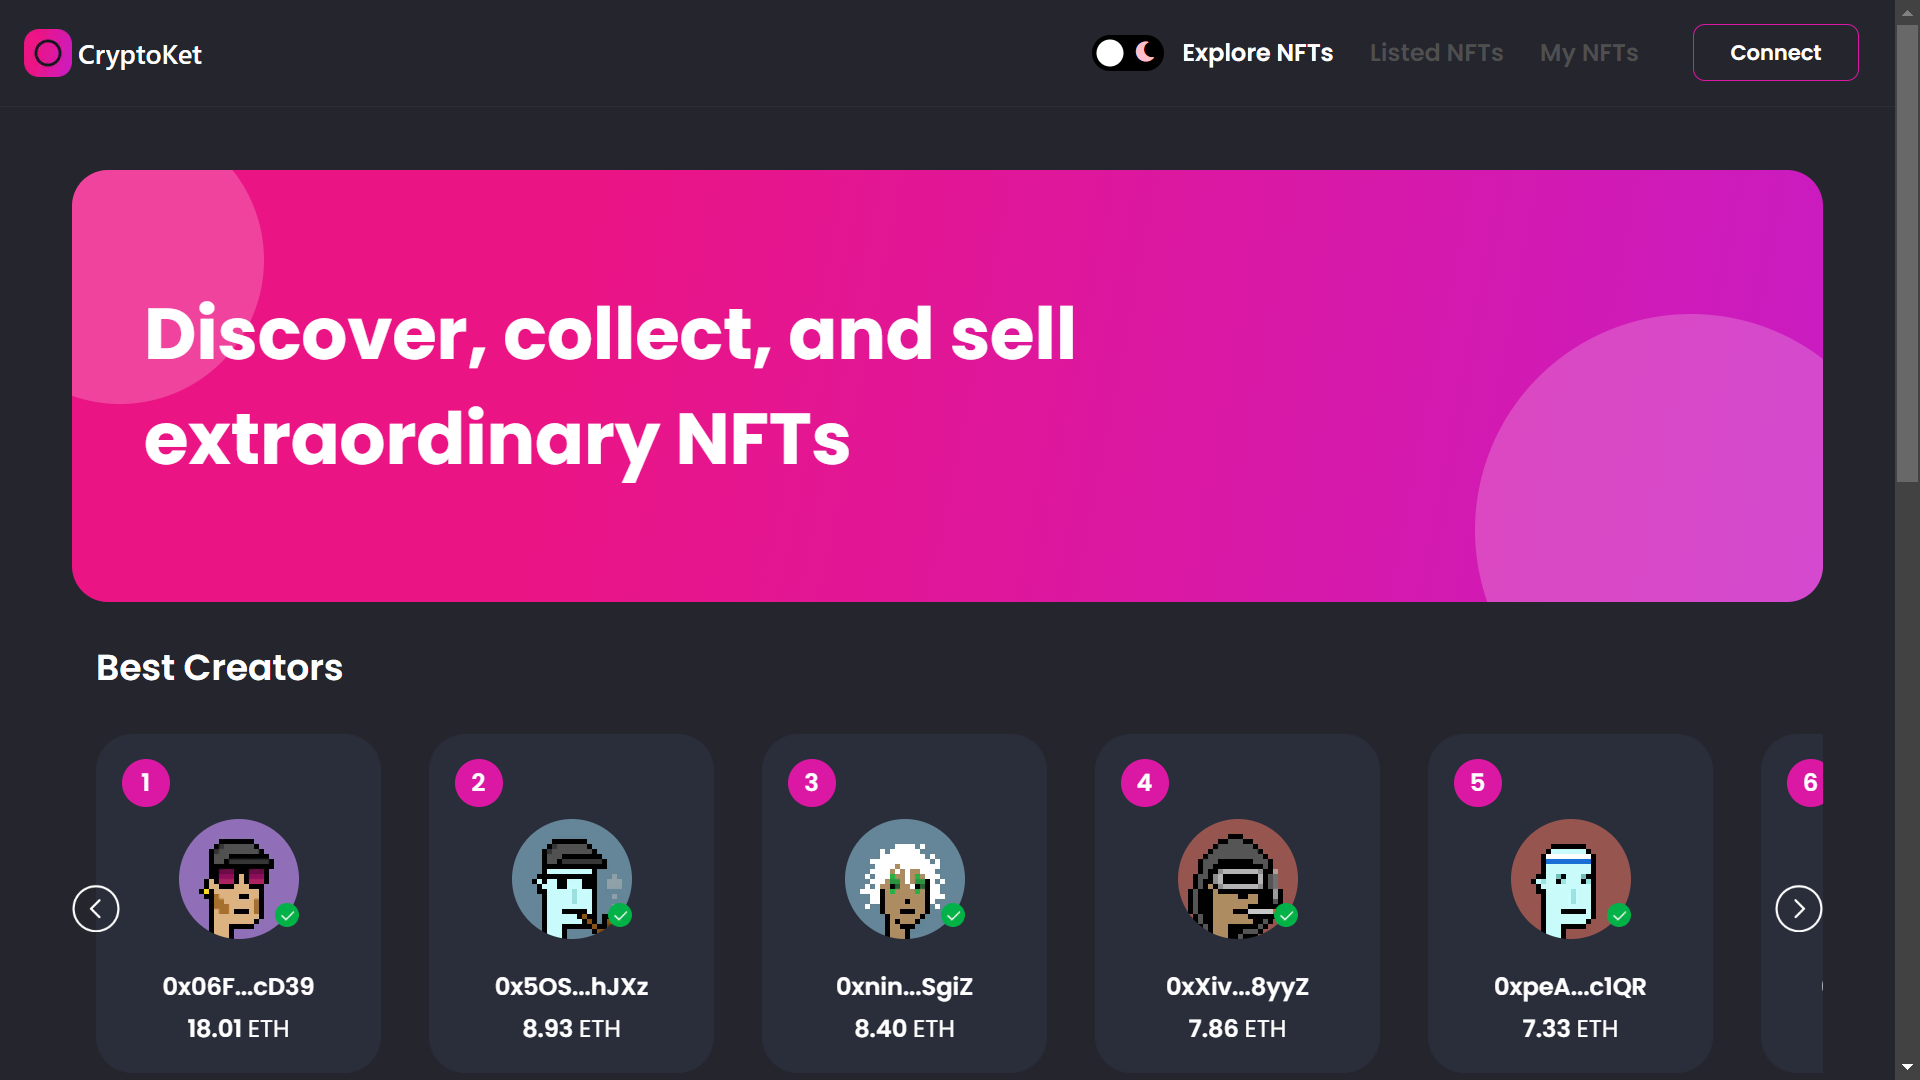 CryptoKet
Explore NFTs
Listed NFTs
My NFTs
Connect
Discover, collect, and sell
extraordinary NFTs
Best Creators
1
0x06F...cD39
18.01 ETH
2
0x5OS...hJXz
8.93 ETH
3
0xnin...SgiZ
8.40 ETH
4
0xXiv...8yyZ
7.86 ETH
5
0xpeA...c1QR
7.33 ETH
6